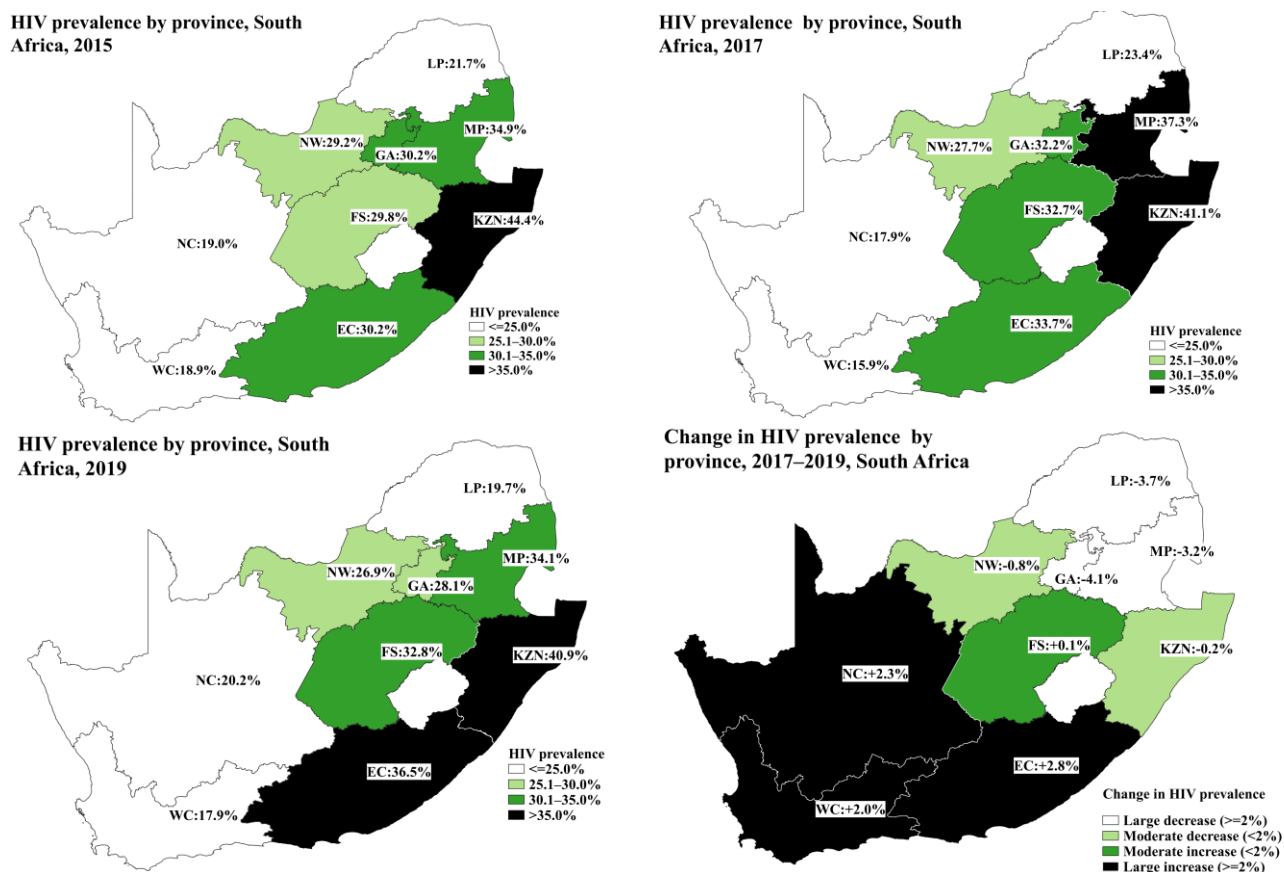 HIV prevalence by province, South
Africa, 2015
LP:21.7%
MP:34.9%
NW:29.2%
GA:30.2%
FS:29.8%
KZN:44.4%
NC:19.0%
EC:30.2%
WC:18.9%
HIV prevalence
<=25.0%
25.1–30.0%
30.1–35.0%
>35.0%
HIV prevalence by province, South
Africa, 2017
LP:23.4%
MP:37.3%
NW:27.7%
GA:32.2%
FS:32.7%
KZN:41.1%
NC:17.9%
EC:33.7%
WC:15.9%
HIV prevalence
<=25.0%
25.1–30.0%
30.1–35.0%
>35.0%
HIV prevalence by province, South
Africa, 2019
LP:19.7%
MP:34.1%
NW:26.9%
GA:28.1%
FS:32.8%
KZN:40.9%
NC:20.2%
EC:36.5%
WC:17.9%
HIV prevalence
<=25.0%
25.1–30.0%
30.1–35.0%
>35.0%
Change in HIV prevalence by
province, 2017–2019, South Africa
LP:-3.7%
MP:-3.2%
NW:-0.8%
GA:-4.1%
FS:+0.1%
KZN:-0.2%
NC:+2.3%
EC:+2.8%
WC:+2.0%
Change in HIV prevalence
Large decrease (>=2%)
Moderate decrease (<2%)
Moderate increase (<2%)
Large increase (>=2%)